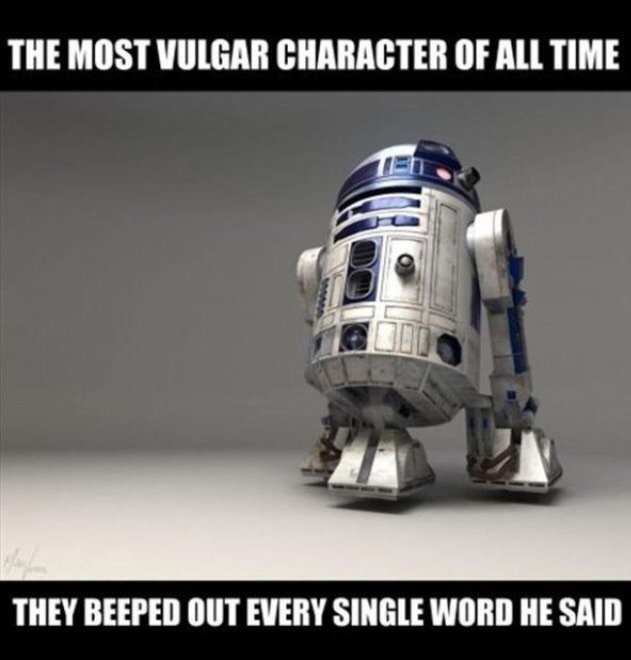 THE MOST VULGAR CHARACTER OF ALL TIME
THEY BEEPED OUT EVERY SINGLE WORD HE SAID